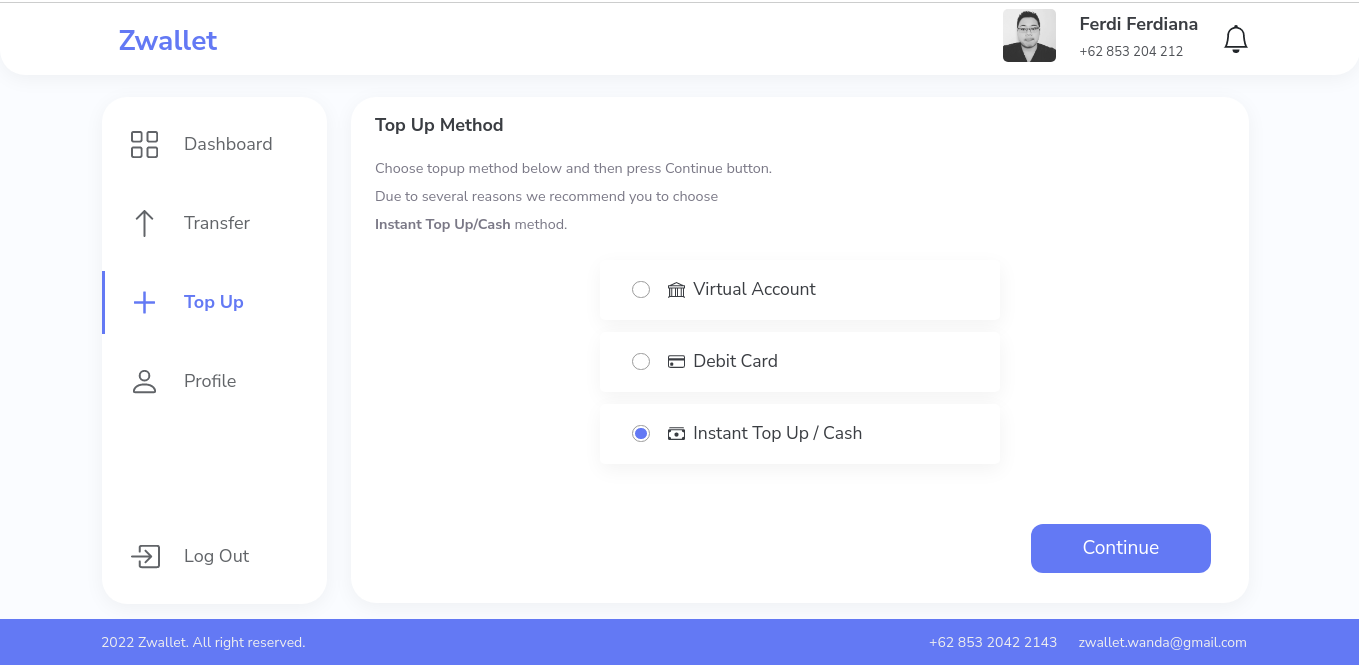 Zwallet
Ferdi Ferdiana
+62 853 204 212
Dashboard
Transfer
Top Up
Profile
Log Out
Top Up Method
Choose topup method below and then press Continue button.
Due to several reasons we recommend you to choose
Instant Top Up/Cash method.
Virtual Account
Debit Card
Instant Top Up / Cash
Continue
2022 Zwallet. All right reserved.
+62 853 2042 2143
zwallet.wanda@gmail.com